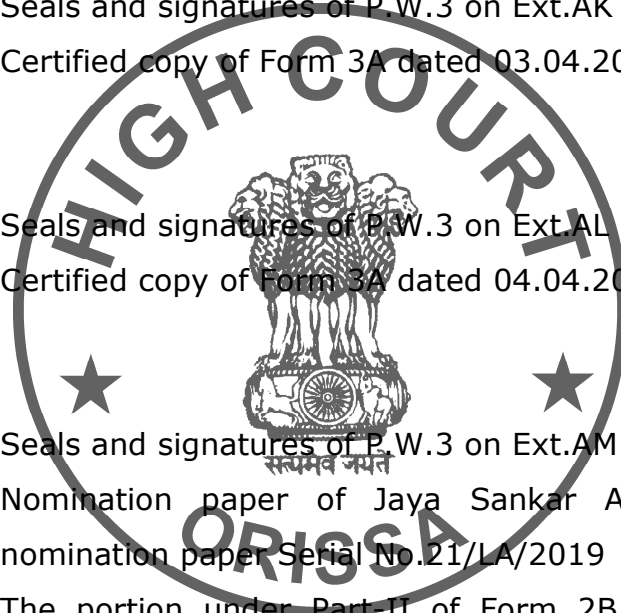 Seals and signatures of P.W.3 on Ext.AK
Certified copy of Form 3A dated 03.04.20
HIGH COURT
Seals and signatures of P.W.3 on Ext.AL
Certified copy of Form 3A dated 04.04.20
Seals and signatures of P.W.3 on Ext.AM
सत्यमेव जयते
Nomination paper of Jaya Sankar A
nomination paper Serial No.21/LA/2019
ORISSA
The portion under Part-II of Form 2B